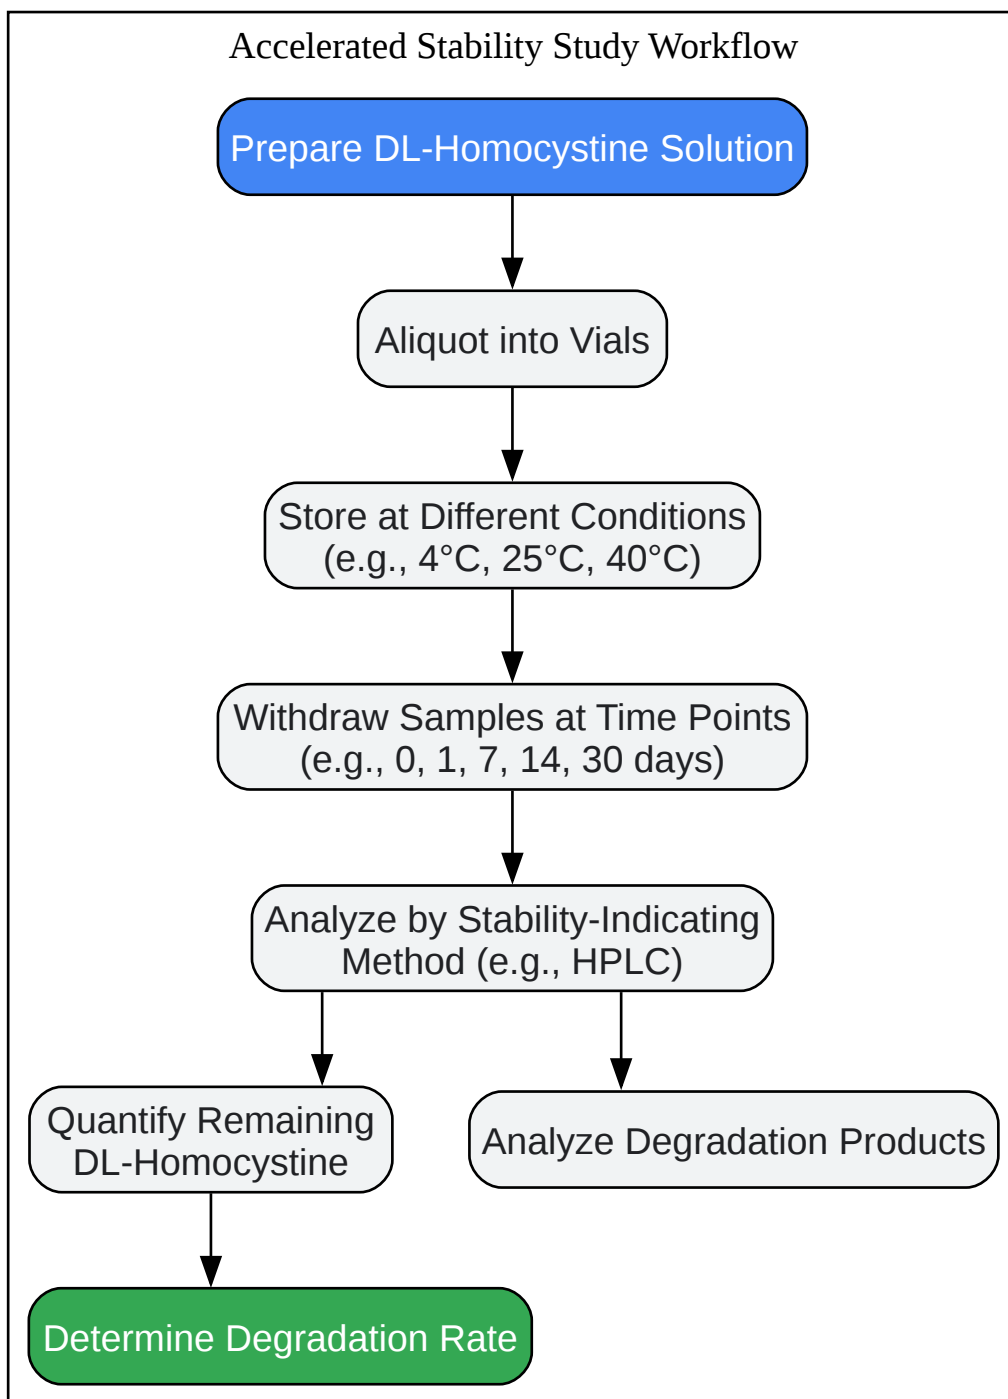 Accelerated Stability Study Workflow
Prepare DL-Homocystine Solution
Aliquot into Vials
Store at Different Conditions
(e.g., 4°C, 25°C, 40°C)
Withdraw Samples at Time Points
(e.g., 0, 1, 7, 14, 30 days)
Analyze by Stability-Indicating
Method (e.g., HPLC)
Quantify Remaining
DL-Homocystine
Analyze Degradation Products
Determine Degradation Rate